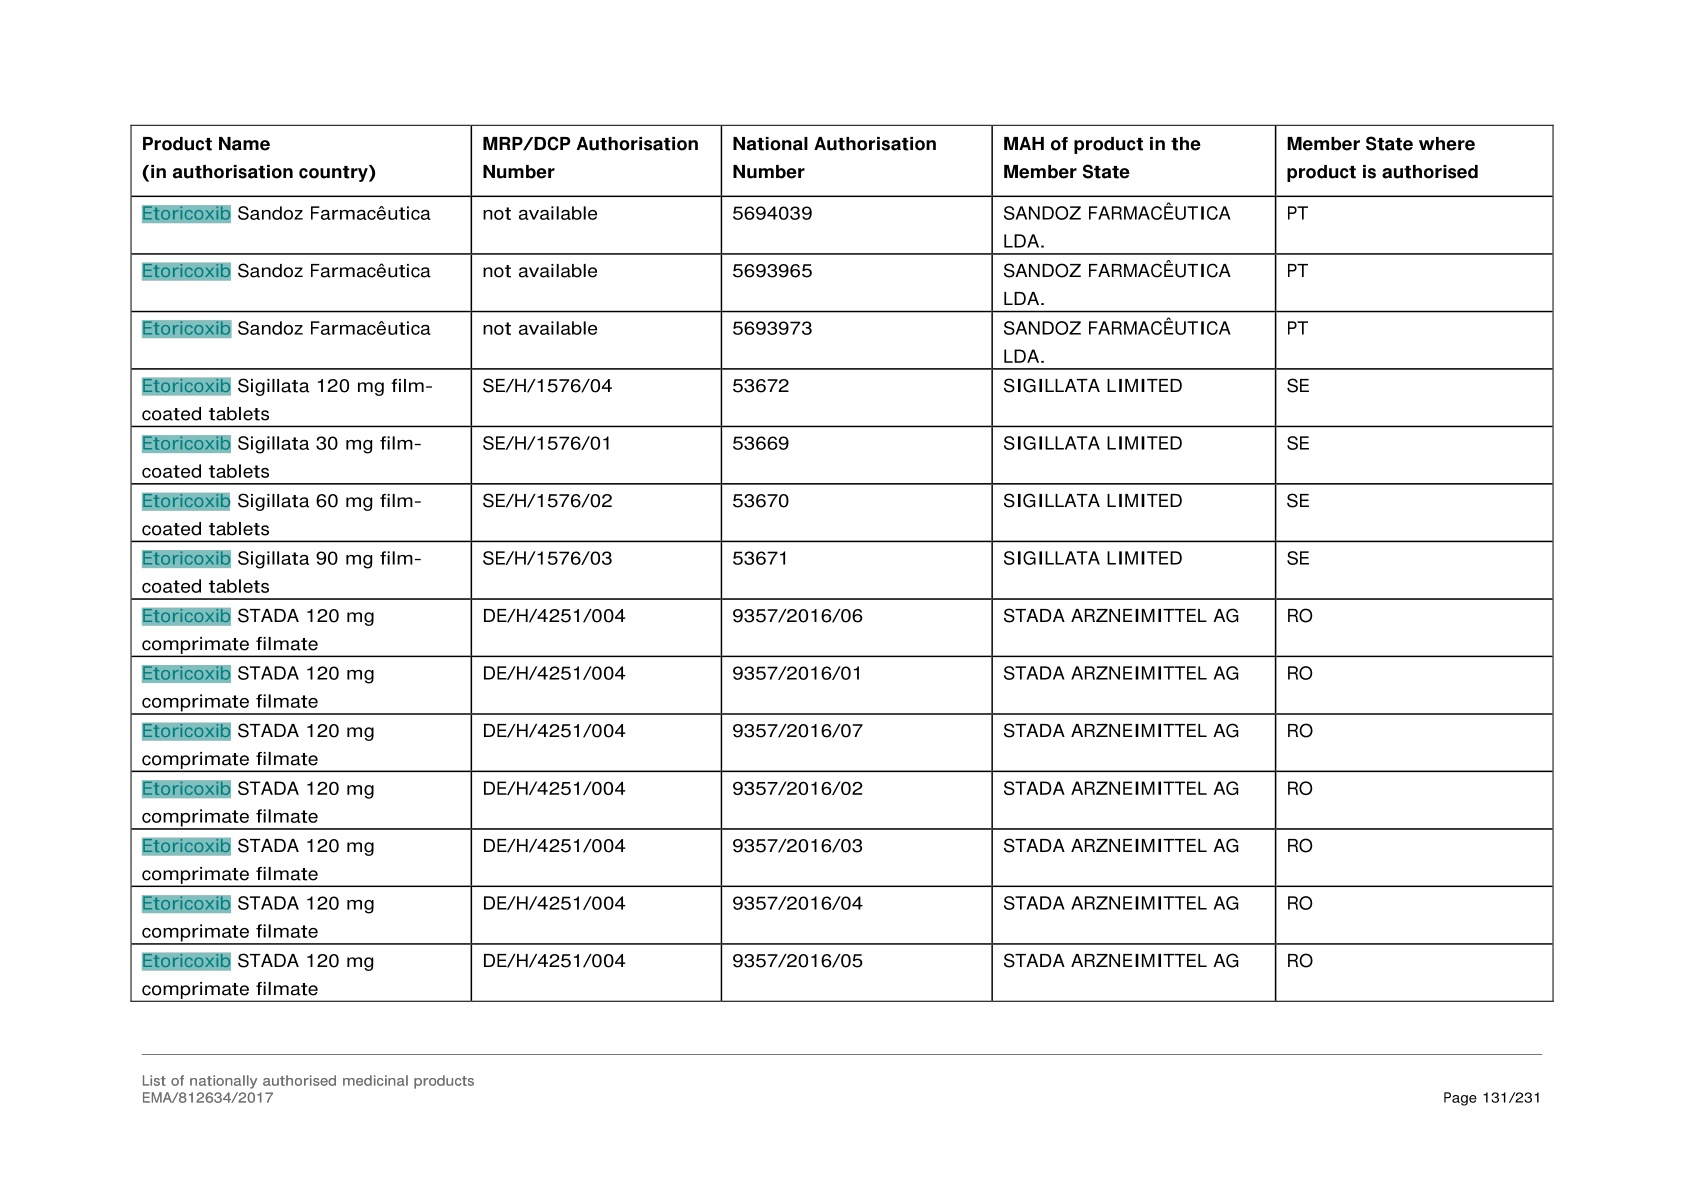 Product Name
(in authorisation country)
MRP/DCP Authorisation
Number
National Authorisation
Number
MAH of product in the
Member State
Member State where
product is authorised
Etoricoxib Sandoz Farmacêutica
not available
5694039
SANDOZ FARMACÊUTICA
LDA.
PT
Etoricoxib Sandoz Farmacêutica
not available
5693965
SANDOZ FARMACÊUTICA
LDA.
PT
Etoricoxib Sandoz Farmacêutica
not available
5693973
SANDOZ FARMACÊUTICA
LDA.
PT
Etoricoxib Sigillata 120 mg film-
coated tablets
SE/H/1576/04
53672
SIGILLATA LIMITED
SE
Etoricoxib Sigillata 30 mg film-
coated tablets
SE/H/1576/01
53669
SIGILLATA LIMITED
SE
Etoricoxib Sigillata 60 mg film-
coated tablets
SE/H/1576/02
53670
SIGILLATA LIMITED
SE
Etoricoxib Sigillata 90 mg film-
coated tablets
SE/H/1576/03
53671
SIGILLATA LIMITED
SE
Etoricoxib STADA 120 mg
comprimate filmate
DE/H/4251/004
9357/2016/06
STADA ARZNEIMITTEL AG
RO
Etoricoxib STADA 120 mg
comprimate filmate
DE/H/4251/004
9357/2016/01
STADA ARZNEIMITTEL AG
RO
Etoricoxib STADA 120 mg
comprimate filmate
DE/H/4251/004
9357/2016/07
STADA ARZNEIMITTEL AG
RO
Etoricoxib STADA 120 mg
comprimate filmate
DE/H/4251/004
9357/2016/02
STADA ARZNEIMITTEL AG
RO
Etoricoxib STADA 120 mg
comprimate filmate
DE/H/4251/004
9357/2016/03
STADA ARZNEIMITTEL AG
RO
Etoricoxib STADA 120 mg
comprimate filmate
DE/H/4251/004
9357/2016/04
STADA ARZNEIMITTEL AG
RO
Etoricoxib STADA 120 mg
comprimate filmate
DE/H/4251/004
9357/2016/05
STADA ARZNEIMITTEL AG
RO
List of nationally authorised medicinal products
EMA/812634/2017
Page 131/231